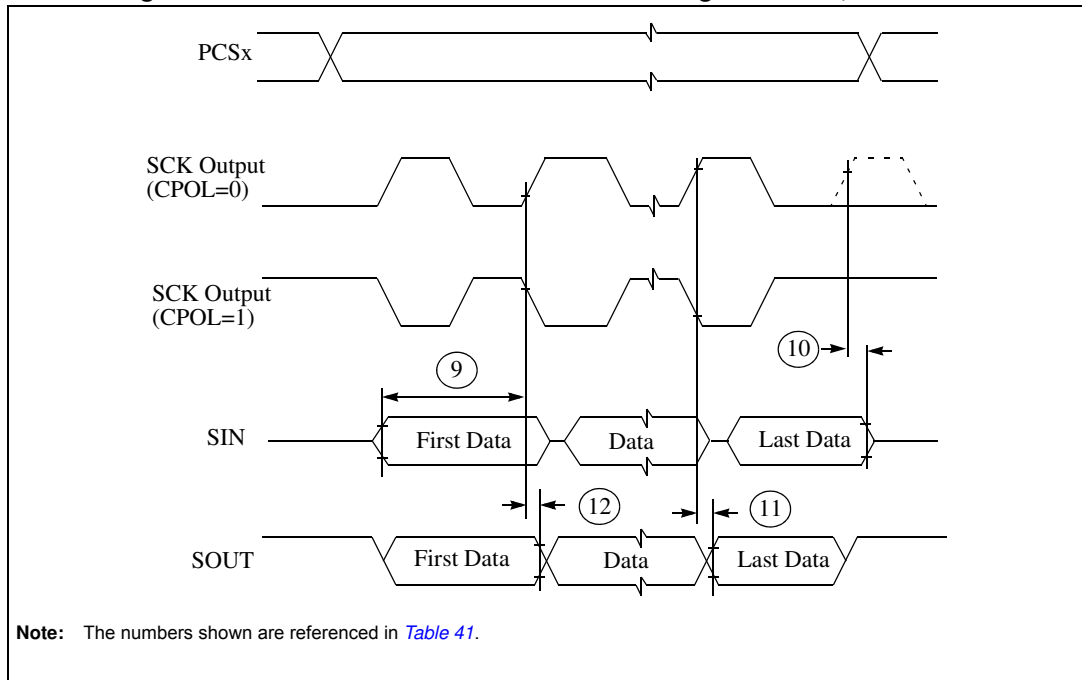 PCSx
SCK Output
(CPOL=0)
SCK Output
(CPOL=1)
10
9
SIN
First Data
Data
Last Data
12
11
SOUT
First Data
Data
Last Data
Note: The numbers shown are referenced in Table 41.